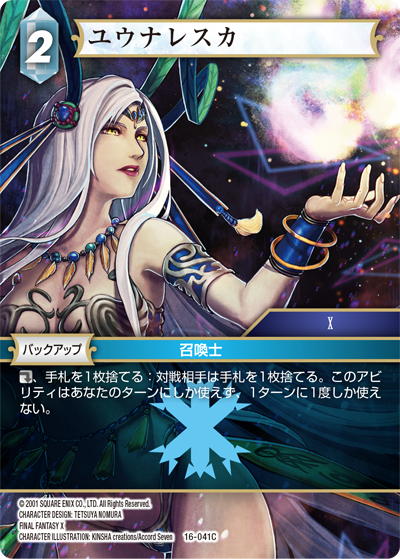 2
ユウナレスカ
X
バックアップ
召喚士
、手札を1枚捨てる：対戦相手は手札を1枚捨てる。このアビ
リティはあなたのターンにしか使えず、1ターンに1度しか使え
ない。
© 2001 SQUARE ENIX CO., LTD. All Rights Reserved.
CHARACTER DESIGN: TETSUYA NOMURA
FINAL FANTASY X
CHARACTER ILLUSTRATION: KINSHA creations/Accord Seven
16-041C